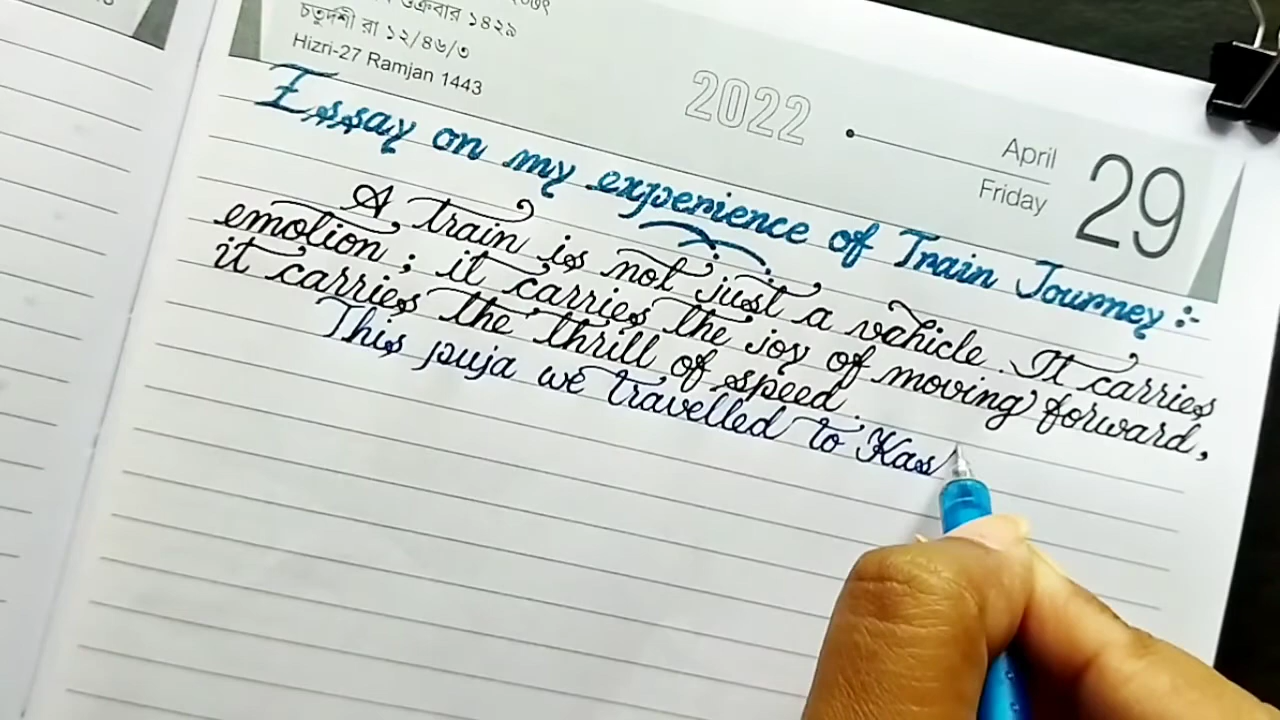 শুক্রবার ১৪২৯
চতুর্দশী রা ১২/৪৬/৩
Hizri-27 Ramjan 1443
2022
April
Friday
29
Essay on my experience of Train Journey :-
A train is not just a vehicle. It carries
emotion ; it carries the joy of moving forward,
it carries the thrill of speed.
This puja we travelled to Kas